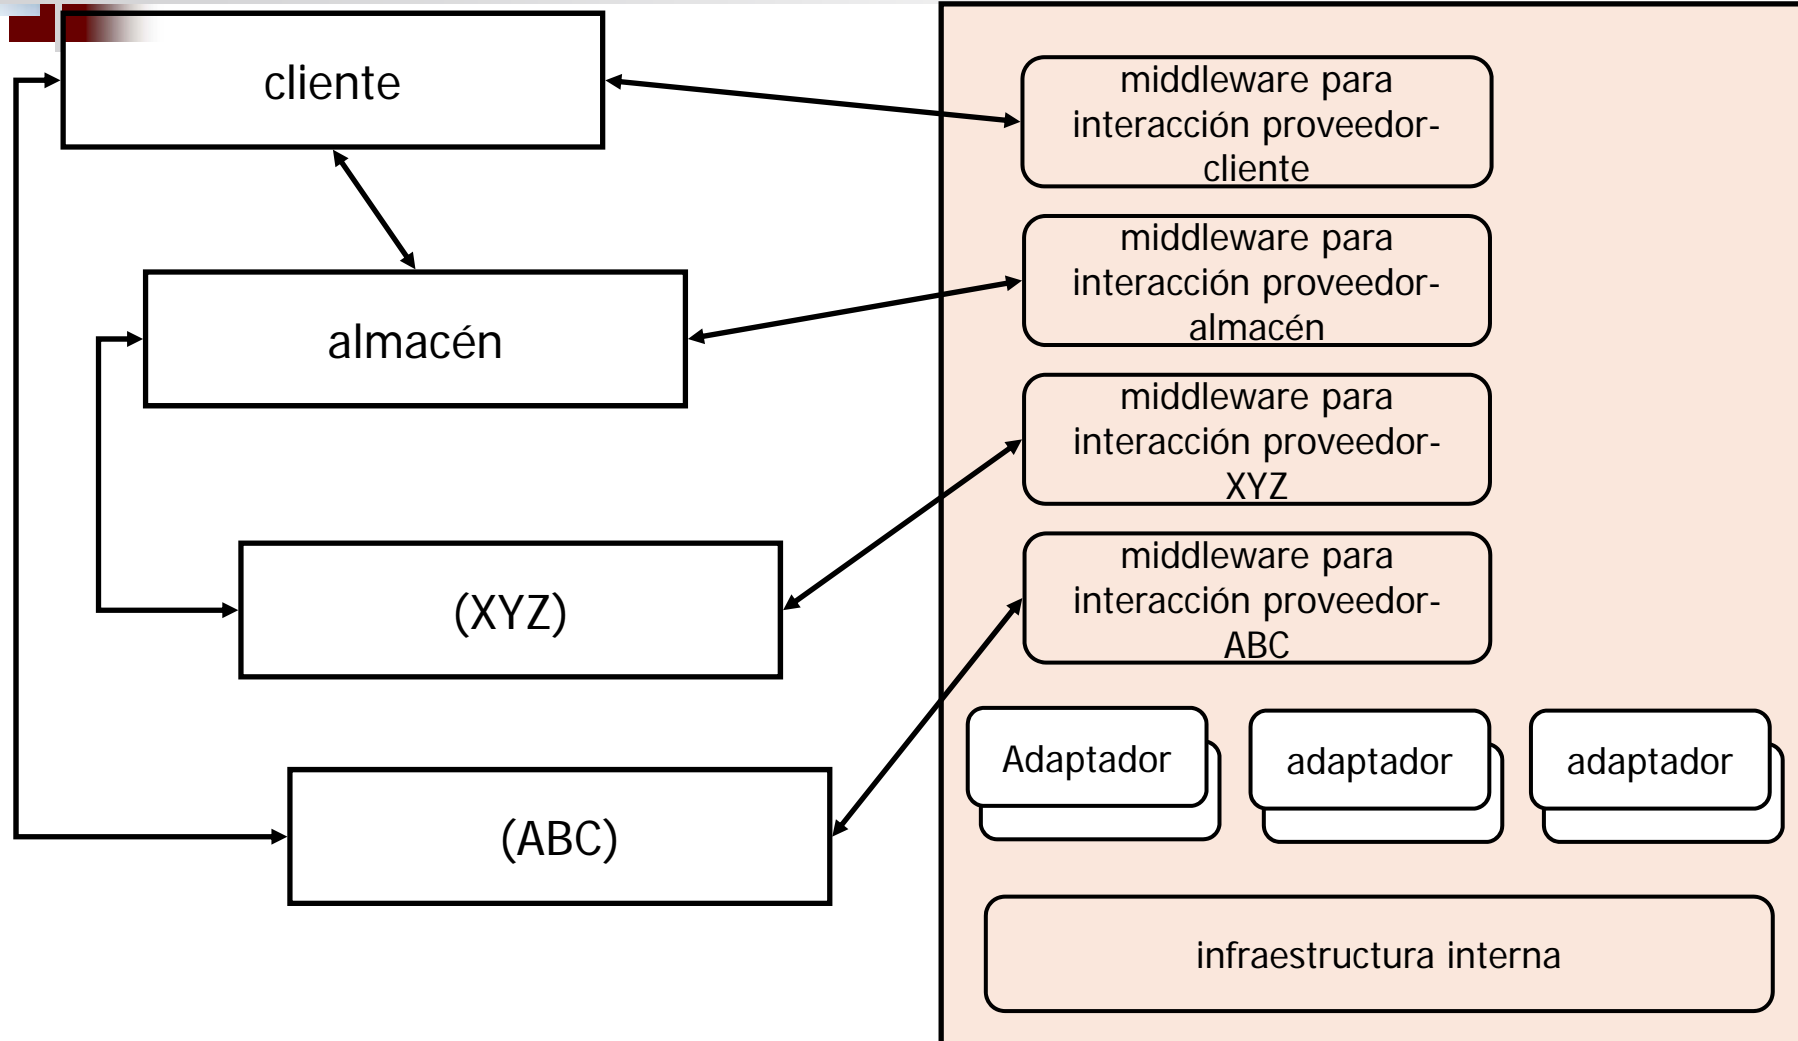 cliente
almacén
(XYZ)
(ABC)
middleware para
interacción proveedor-
cliente
middleware para
interacción proveedor-
almacén
middleware para
interacción proveedor-
XYZ
middleware para
interacción proveedor-
ABC
Adaptador
adaptador
adaptador
infraestructura interna